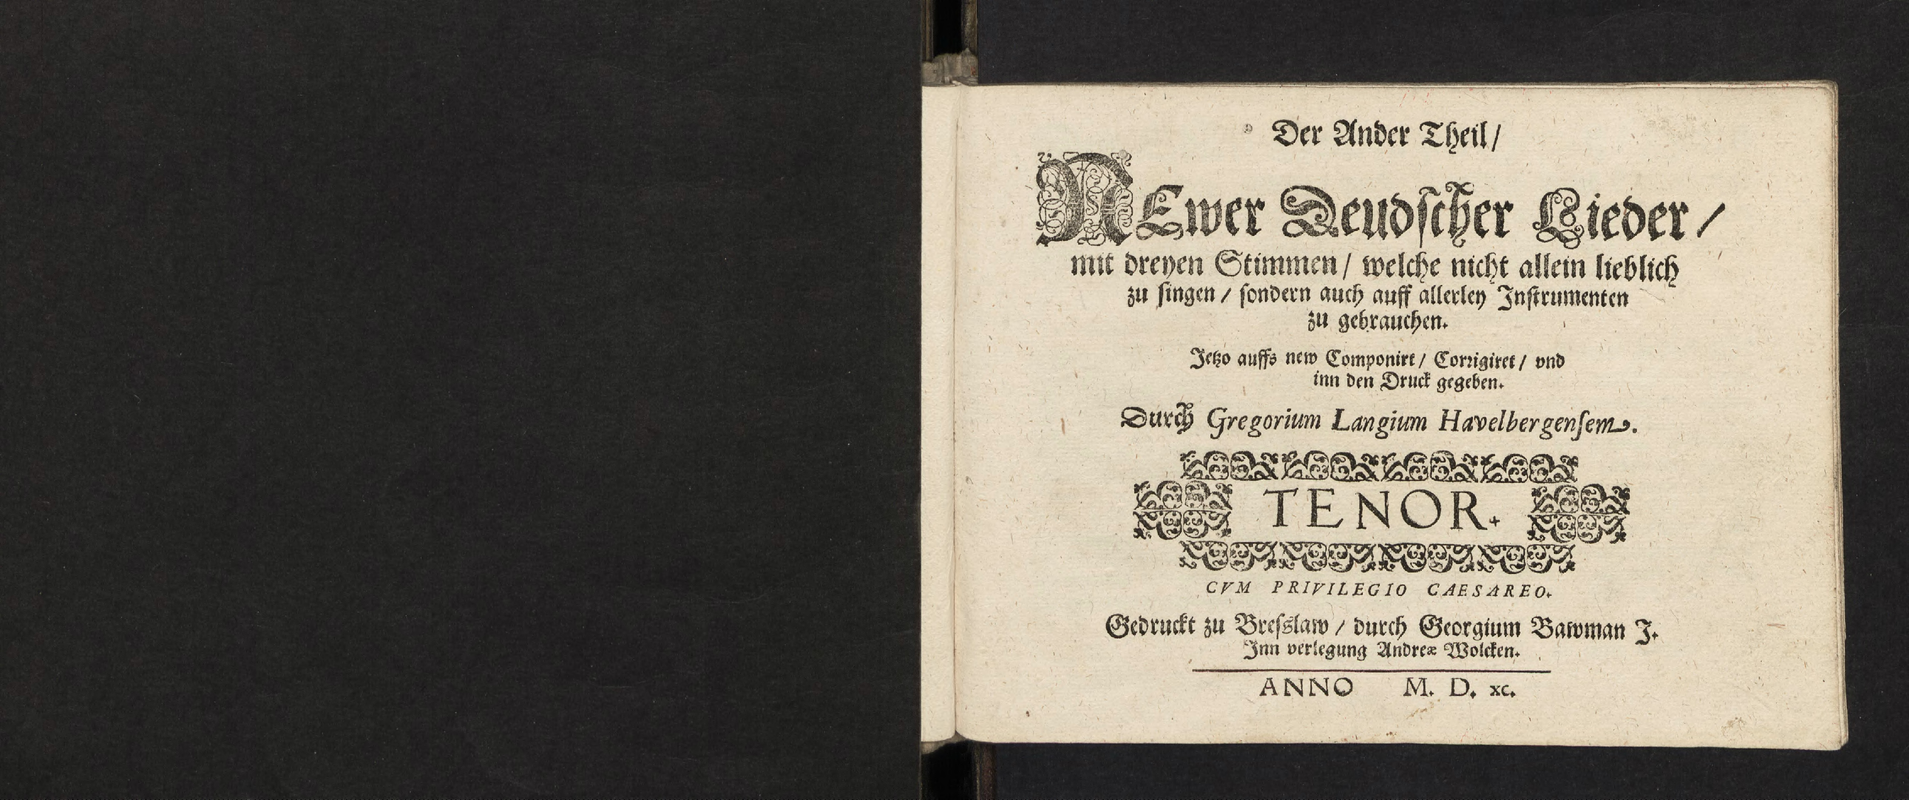 Der Ander Theil/
NEwer Deudſcher Lieder/
mit dreyen Stimmen/ welche nicht allein lieblich
zu ſingen/ ſondern auch auff allerley Inſtrumenten
zu gebrauchen.
Jetzo auffs new Componirt/ Corrigiret/ vnd
inn den Druck gegeben.
Durch Gregorium Langium Havelbergenſem.
TENOR.
CVM PRIVILEGIO CAESAREO.
Gedruckt zu Breſslaw/ durch Georgium Bawman J.
Inn verlegung Andreæ Wolcken.
ANNO M. D. XC.